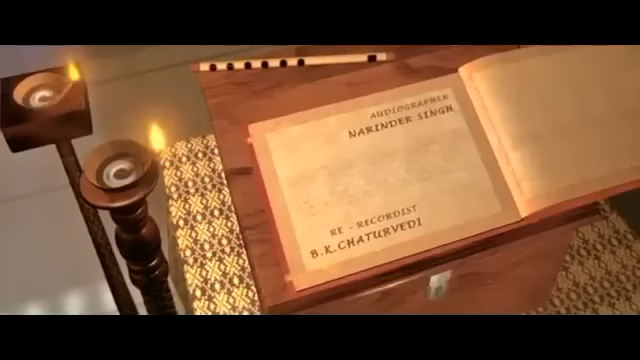 AUDIOGRAPHER
NARINDER SINGH
RE - RECORDIST
B.K.CHATURVEDI